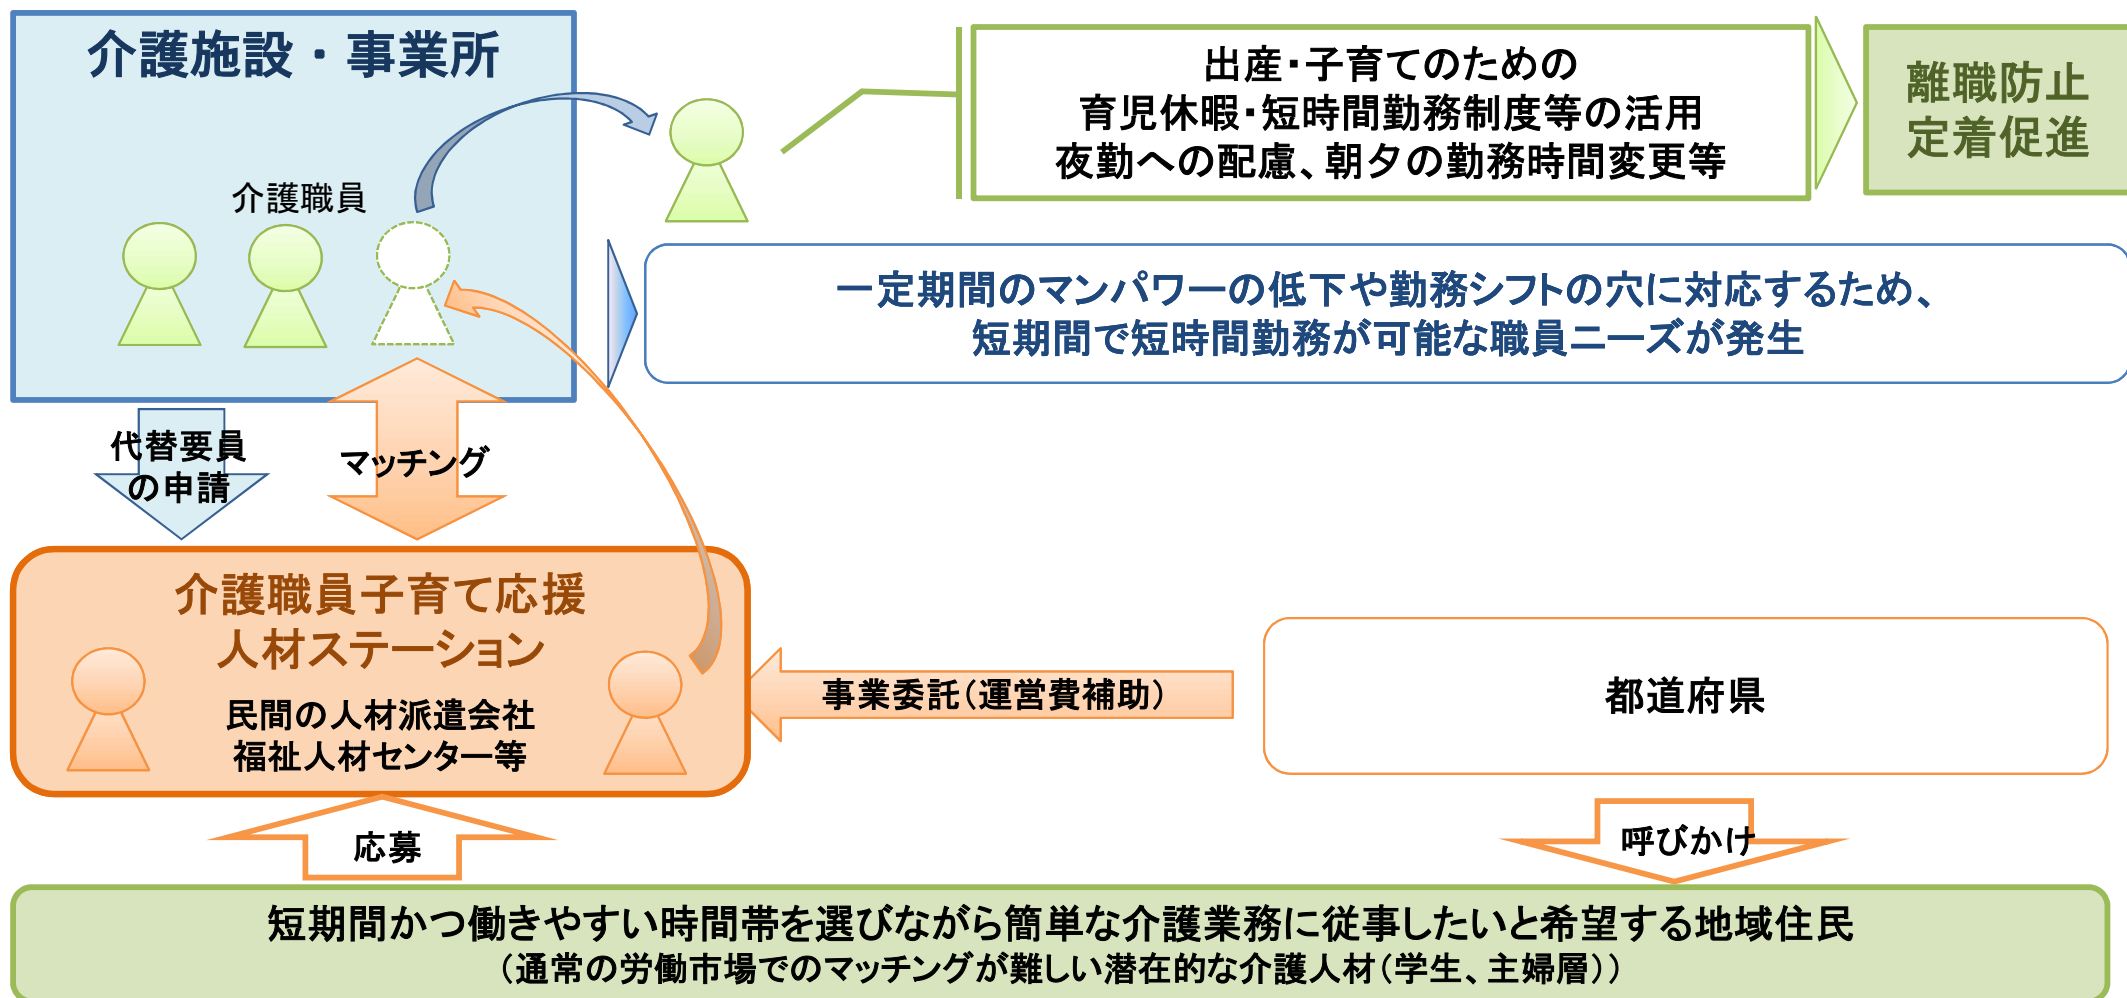 介護施設・事業所
出産・子育てのための
育児休暇・短時間勤務制度等の活用
夜勤への配慮、朝夕の勤務時間変更等
離職防止
定着促進
介護職員
一定期間のマンパワーの低下や勤務シフトの穴に対応するため、
短期間で短時間勤務が可能な職員ニーズが発生
代替要員
の申請
マッチング
介護職員子育て応援
人材ステーション
民間の人材派遣会社
福祉人材センター等
事業委託（運営費補助）
都道府県
応募
呼びかけ
短期間かつ働きやすい時間帯を選びながら簡単な介護業務に従事したいと希望する地域住民
（通常の労働市場でのマッチングが難しい潜在的な介護人材（学生、主婦層））